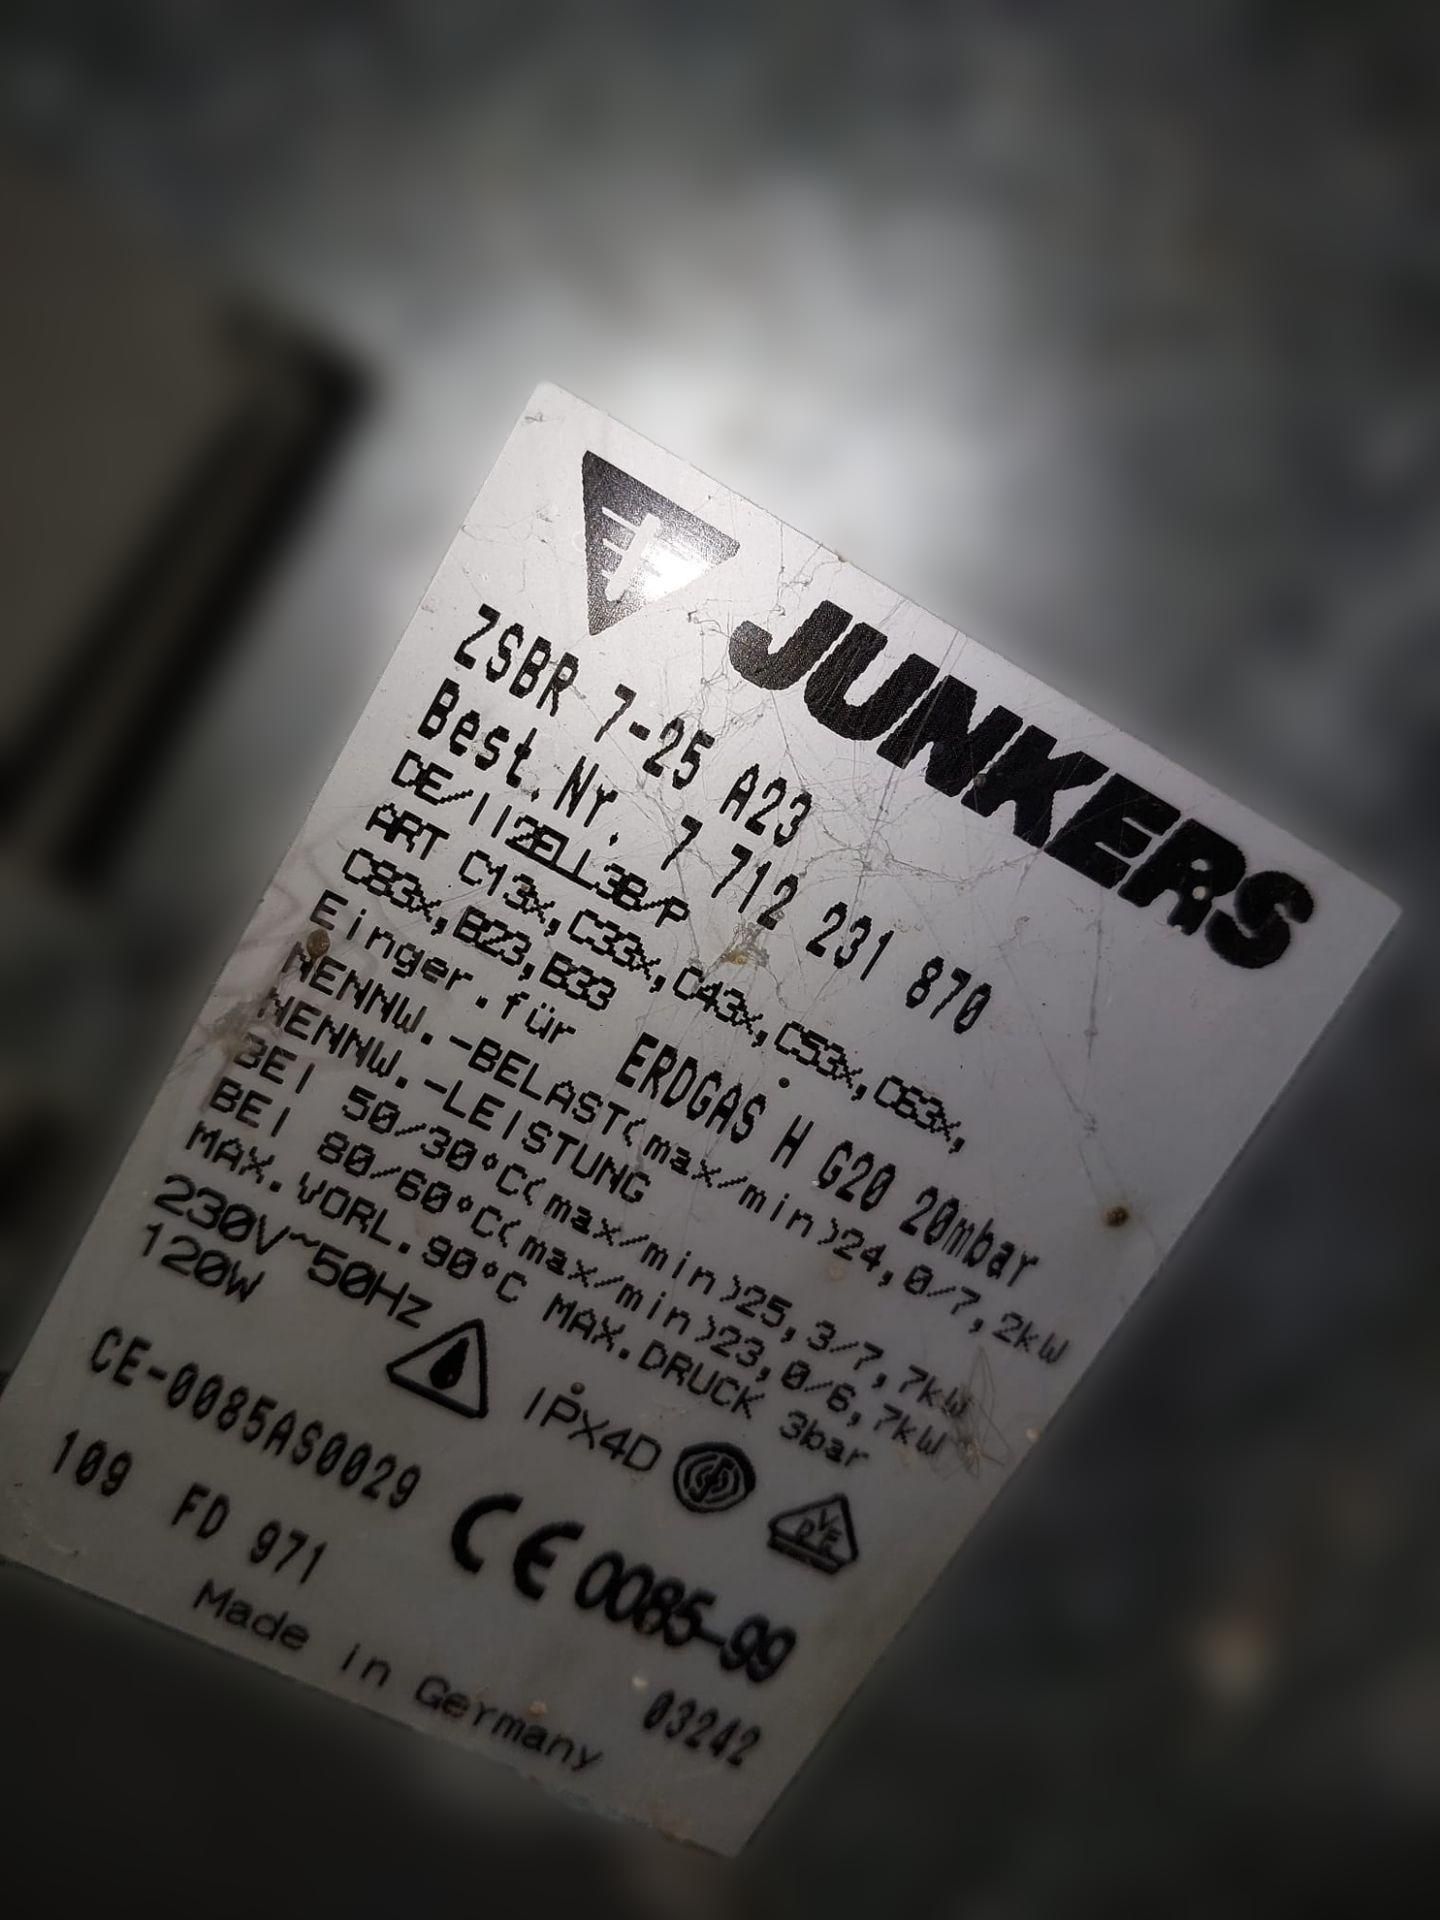 JUNKERS
ZSBR 7-25 A23
Best.Nr. 7 712 231 870
DE/II2ELL3B/P
ART C13x,C33x,C43x,C53x,C63x,
C83x,B23,B33
Einger.für ERDGAS H G20 20mbar
NENNW.-BELAST(max/min)24,0/7,2kW
NENNW.-LEISTUNG
BEI 50/30°C(max/min)25,3/7,7kW
BEI 80/60°C(max/min)23,0/6,7kW
MAX.VORL.90°C MAX.DRUCK 3bar
230V~50Hz
120W
IPX4D
DVE
CE-0085AS0029
CE 0085-99
109 FD 971
03242
Made in Germany